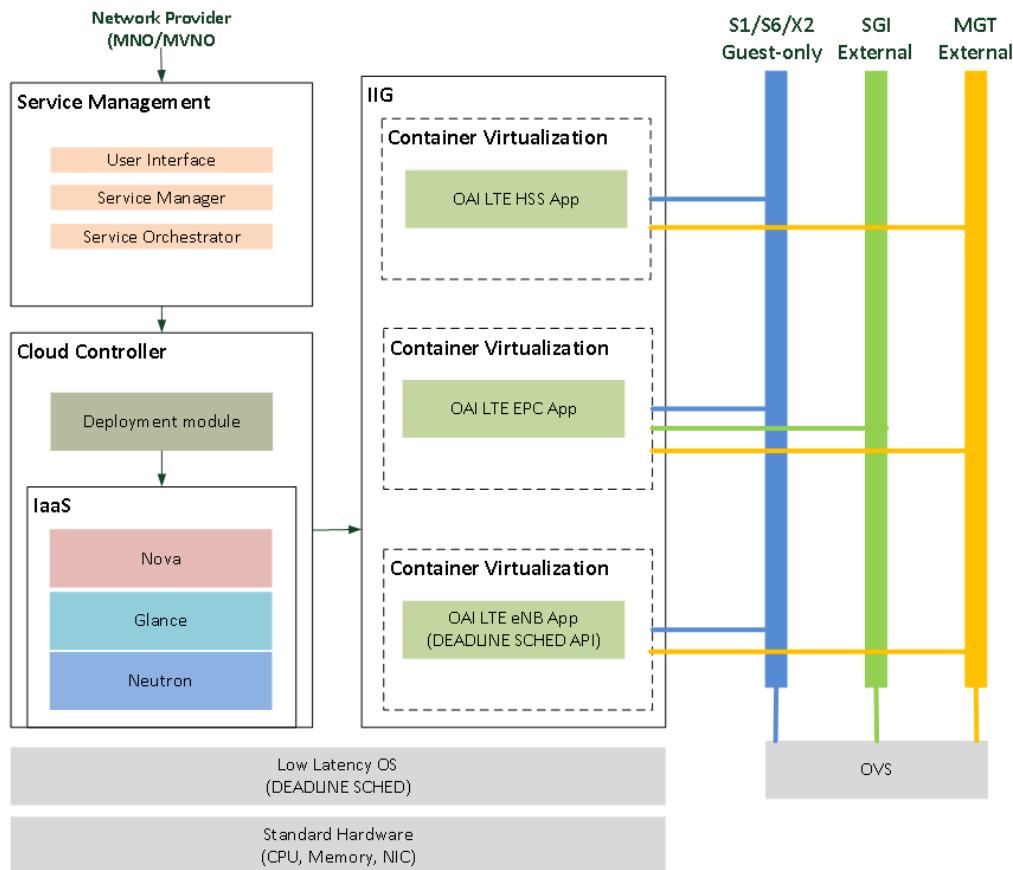 Network Provider
(MNO/MVNO
Service Management
User Interface
Service Manager
Service Orchestrator
Cloud Controller
Deployment module
IaaS
Nova
Glance
Neutron
IIG
Container Virtualization
OAI LTE HSS App
Container Virtualization
OAI LTE EPC App
Container Virtualization
OAI LTE eNB App
(DEADLINE SCHED API)
S1/S6/X2
Guest-only
SGI
External
MGT
External
OVS
Low Latency OS
(DEADLINE SCHED)
Standard Hardware
(CPU, Memory, NIC)